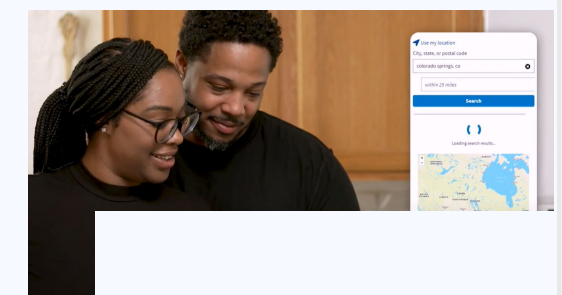 Use my location
City, state, or postal code
colorado springs, co
within 25 miles
Search
Loading search results...